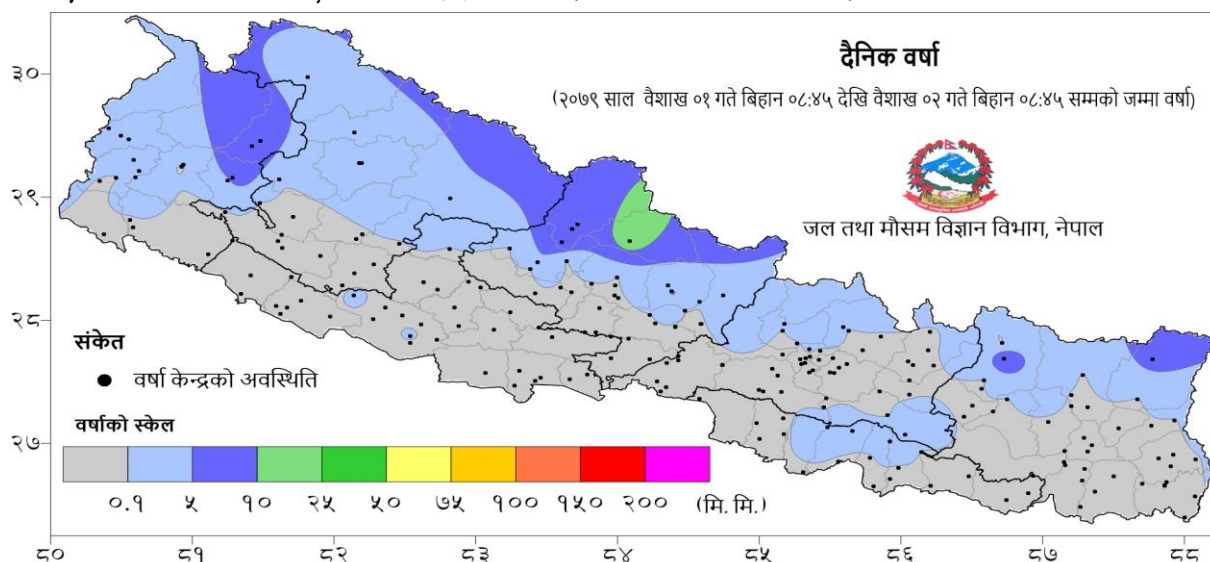 दैनिक वर्षा
(२०७९ साल वैशाख ०१ गते बिहान ०८:४५ देखि वैशाख ०२ गते बिहान ०८:४५ सम्मको जम्मा वर्षा)
जल तथा मौसम विज्ञान विभाग, नेपाल
३०
२९
२८
२७
संकेत
वर्षा केन्द्रको अवस्थिति
वर्षाको स्केल
०.१ ५ १० २५ ५० ७५ १०० १५० २०० (मि. मि.)
८० ८१ ८२ ८३ ८४ ८५ ८६ ८७ ८८